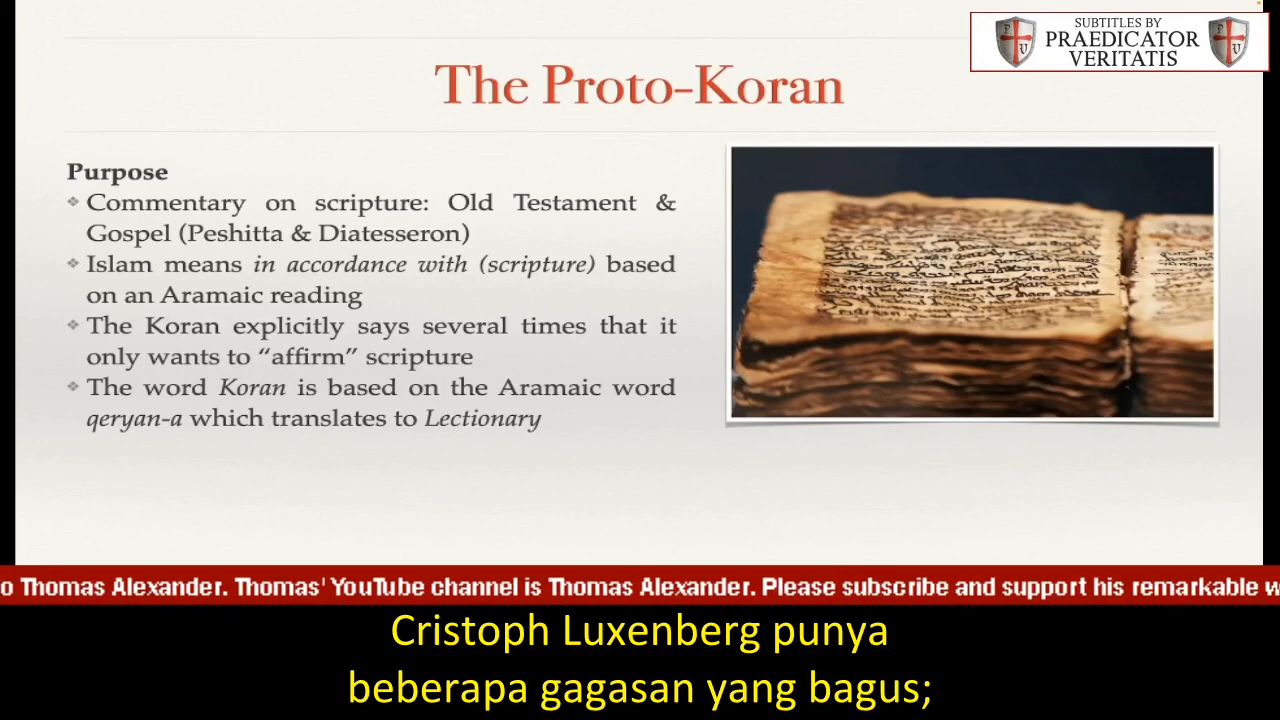 SUBTITLES BY
PRAEDICATOR
VERITATIS
The Proto-Koran
Purpose
Commentary on scripture: Old Testament &
Gospel (Peshitta & Diatesseron)
Islam means in accordance with (scripture) based
on an Aramaic reading
The Koran explicitly says several times that it
only wants to “affirm” scripture
The word Koran is based on the Aramaic word
qeryan-a which translates to Lectionary
o Thomas Alexander. Thomas' YouTube channel is Thomas Alexander. Please subscribe and support his remarkable w
Cristoph Luxenberg punya
beberapa gagasan yang bagus;